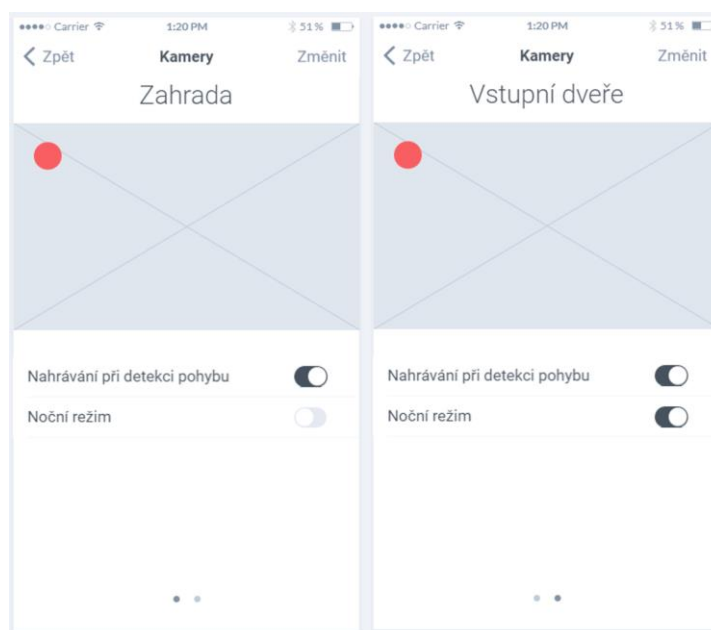 Carrier 1:20 PM 51 %
Zpět Kamery Změnit
Zahrada
Nahrávání při detekci pohybu
Noční režim
Carrier 1:20 PM 51 %
Zpět Kamery Změnit
Vstupní dveře
Nahrávání při detekci pohybu
Noční režim